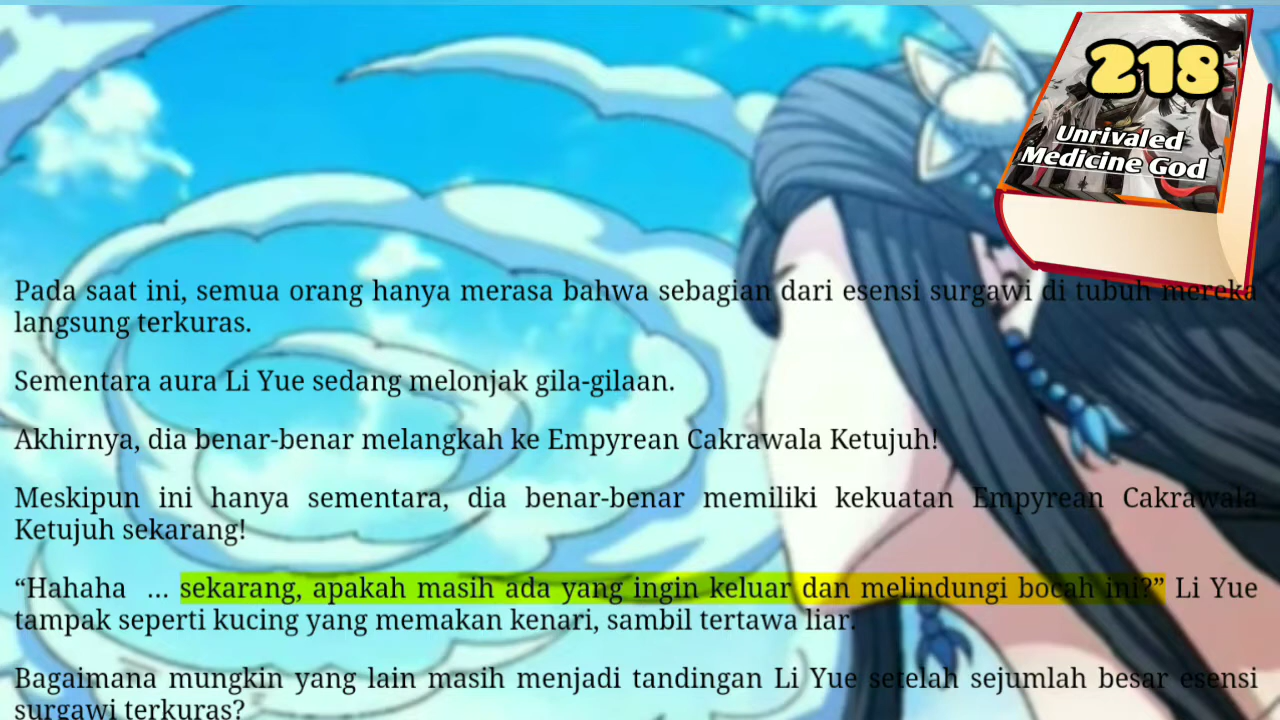 218
Unrivaled
Medicine God
Pada saat ini, semua orang hanya merasa bahwa sebagian dari esensi surgawi di tubuh mereka
langsung terkuras.
Sementara aura Li Yue sedang melonjak gila-gilaan.
Akhirnya, dia benar-benar melangkah ke Empyrean Cakrawala Ketujuh!
Meskipun ini hanya sementara, dia benar-benar memiliki kekuatan Empyrean Cakrawala
Ketujuh sekarang!
“Hahaha … sekarang, apakah masih ada yang ingin keluar dan melindungi bocah ini?” Li Yue
tampak seperti kucing yang memakan kenari, sambil tertawa liar.
Bagaimana mungkin yang lain masih menjadi tandingan Li Yue setelah sejumlah besar esensi
surgawi terkuras?